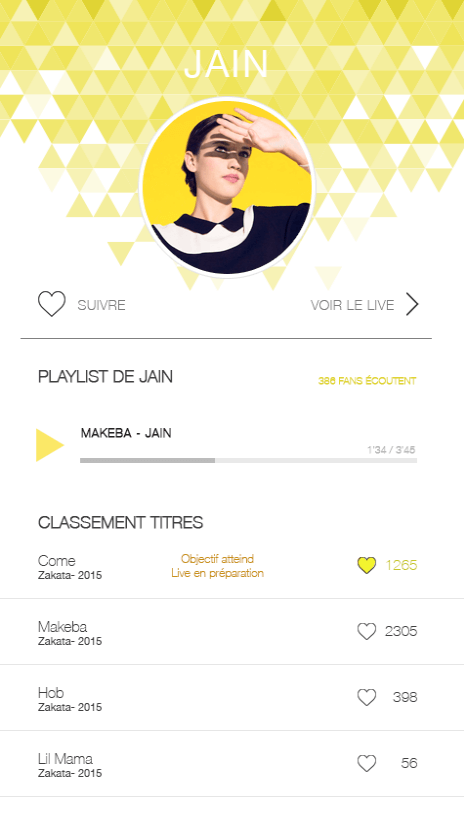 JAIN
SUIVRE
VOIR LE LIVE
PLAYLIST DE JAIN
386 FANS ÉCOUTENT
MAKEBA - JAIN
1'34 / 3'45
CLASSEMENT TITRES
Come
Zakata- 2015
Objectif atteind
Live en préparation
1265
Makeba
Zakata- 2015
2305
Hob
Zakata- 2015
398
Lil Mama
Zakata- 2015
56